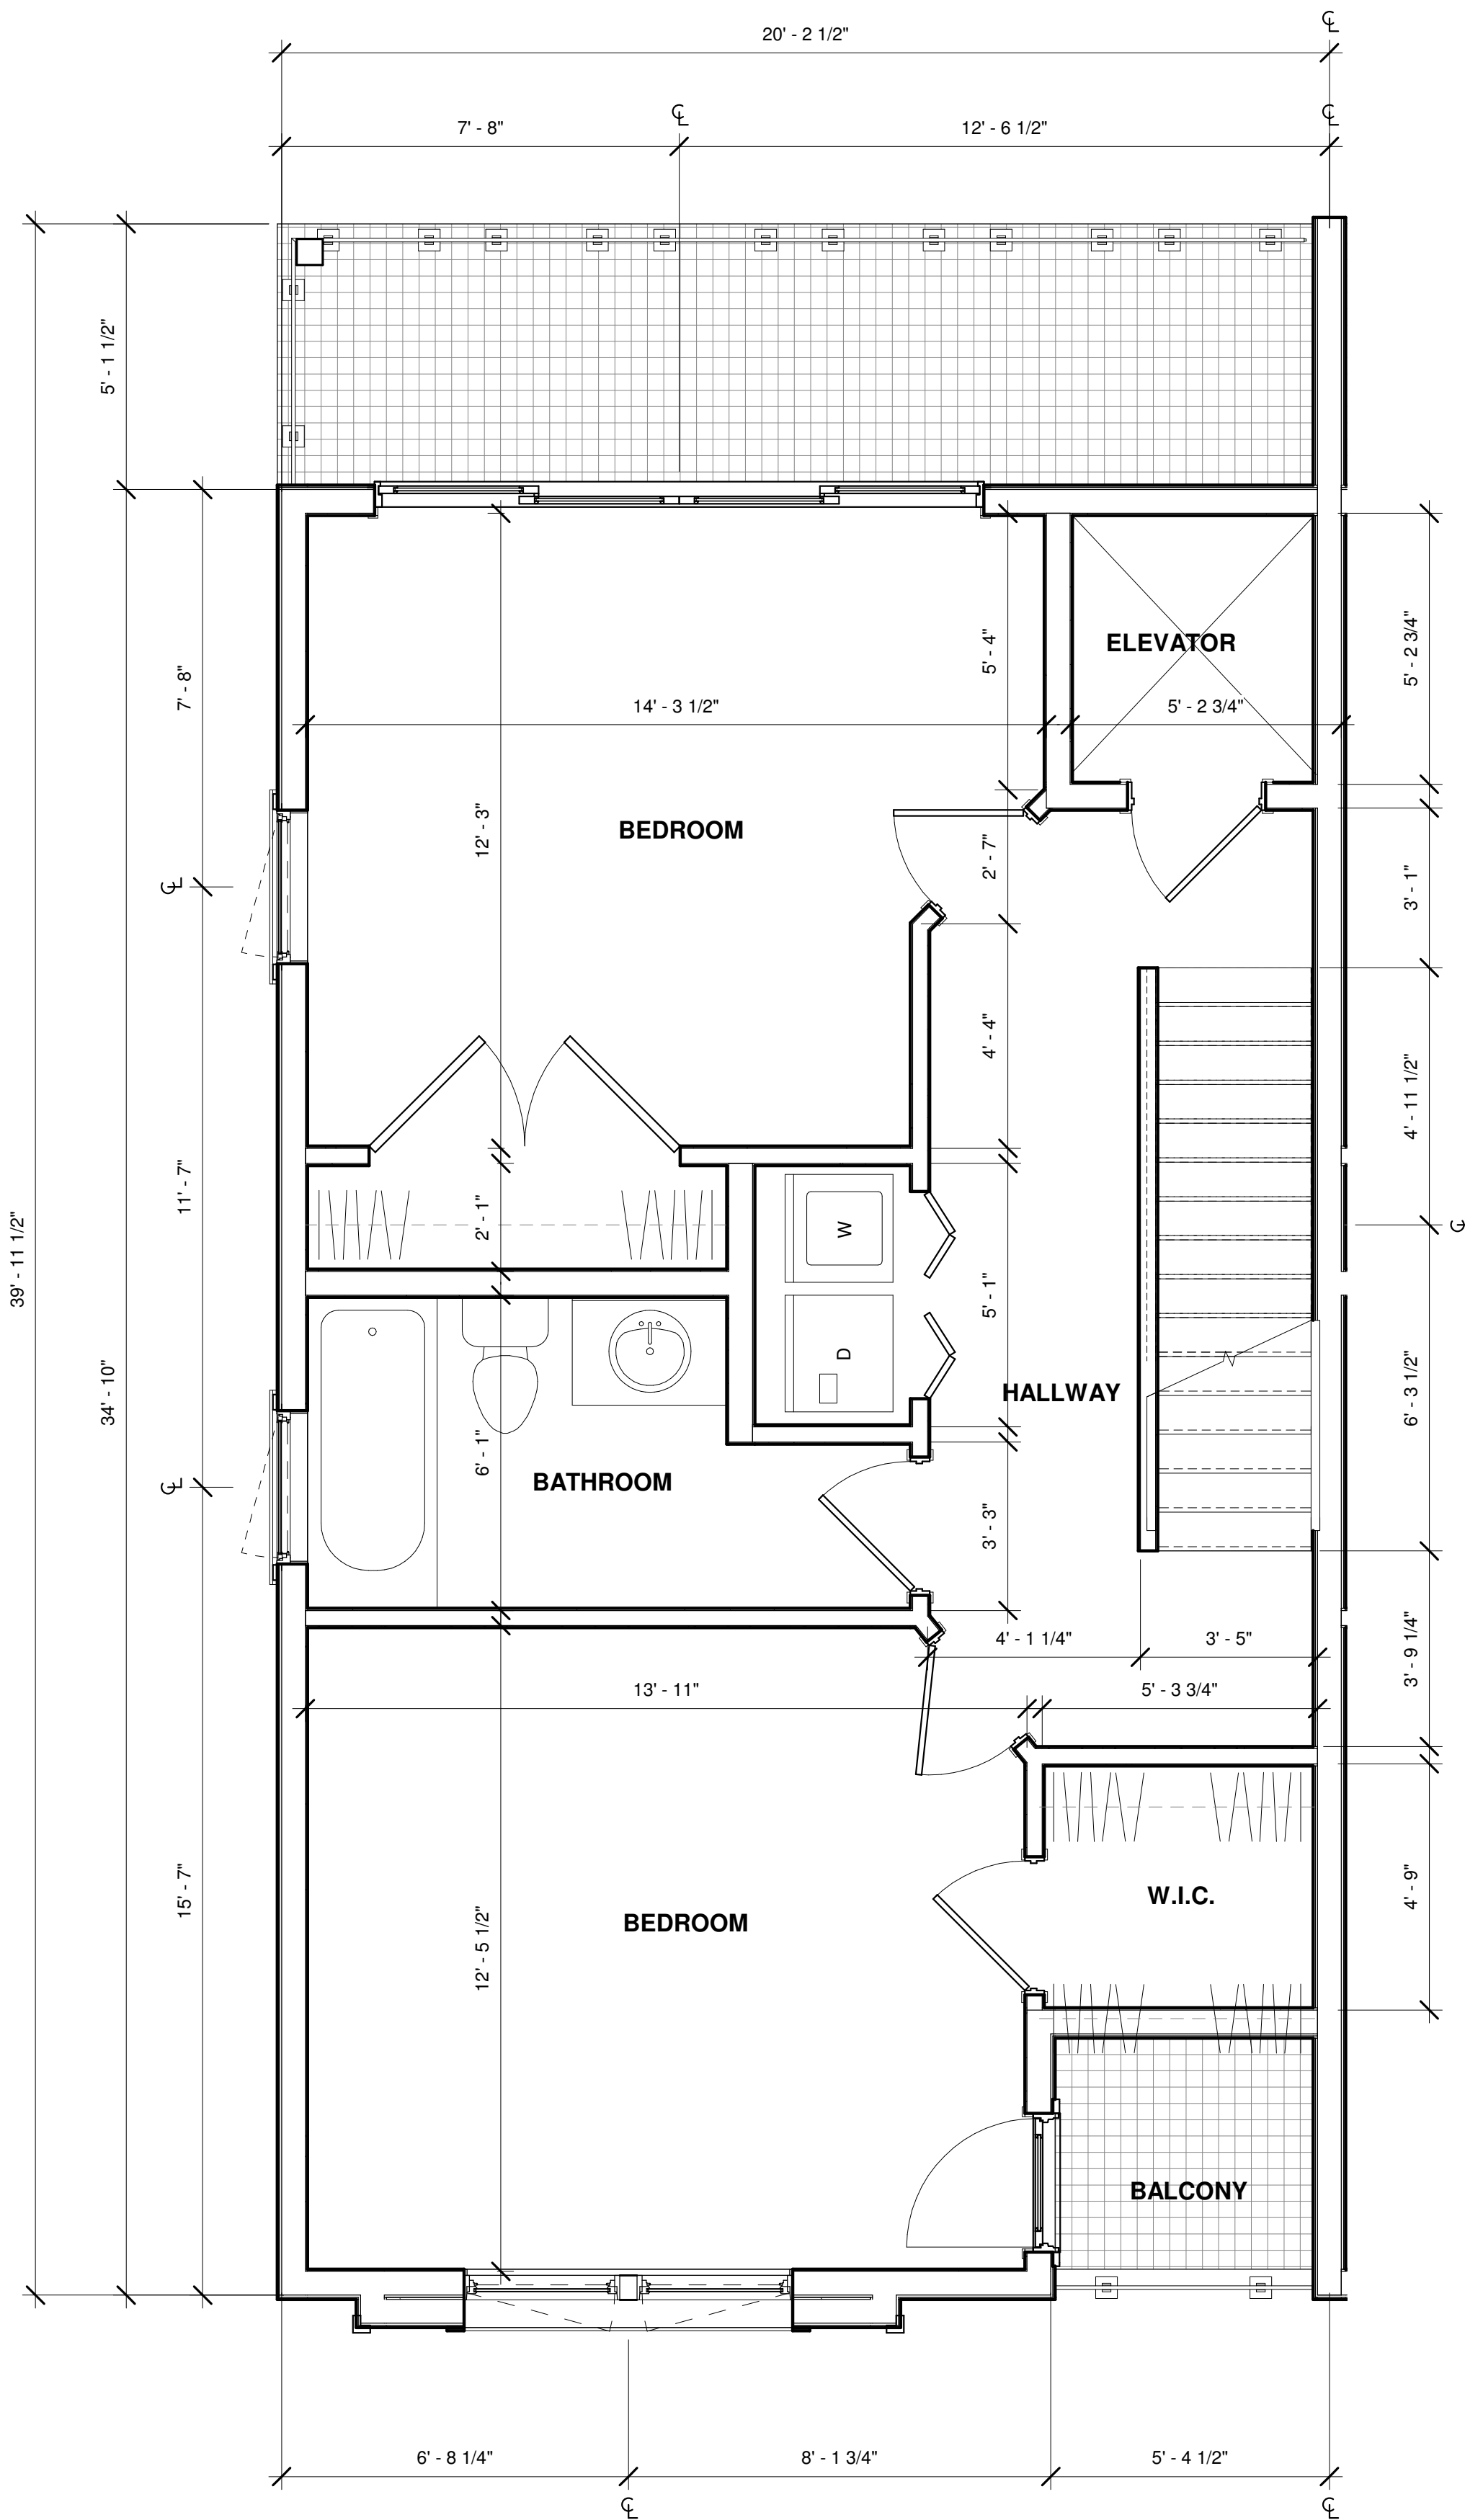 ℄
20' - 2 1/2"
℄
℄
7' - 8"
12' - 6 1/2"
5' - 1 1/2"
5' - 4"
5' - 2 3/4"
ELEVATOR
7' - 8"
14' - 3 1/2"
5' - 2 3/4"
12' - 3"
BEDROOM
2' - 7"
3' - 1"
℄
4' - 4"
4' - 11 1/2"
11' - 7"
2' - 1"
W
℄
39' - 11 1/2"
5' - 1"
34' - 10"
D
HALLWAY
6' - 3 1/2"
6' - 1"
BATHROOM
℄
3' - 3"
4' - 1 1/4"
3' - 5"
3' - 9 1/4"
13' - 11"
5' - 3 3/4"
15' - 7"
W.I.C.
4' - 9"
12' - 5 1/2"
BEDROOM
BALCONY
6' - 8 1/4"
8' - 1 3/4"
5' - 4 1/2"
℄
℄